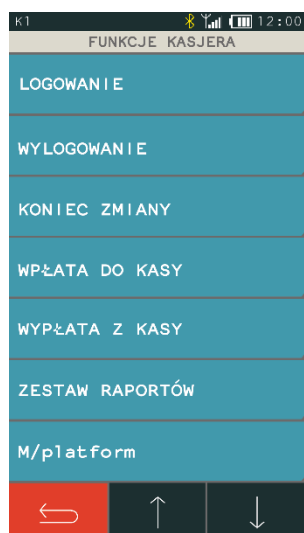 K1 12:00
FUNKCJE KASJERA
LOGOWANIE
WYLOGOWANIE
KONIEC ZMIANY
WPŁATA DO KASY
WYPŁATA Z KASY
ZESTAW RAPORTÓW
M/platform